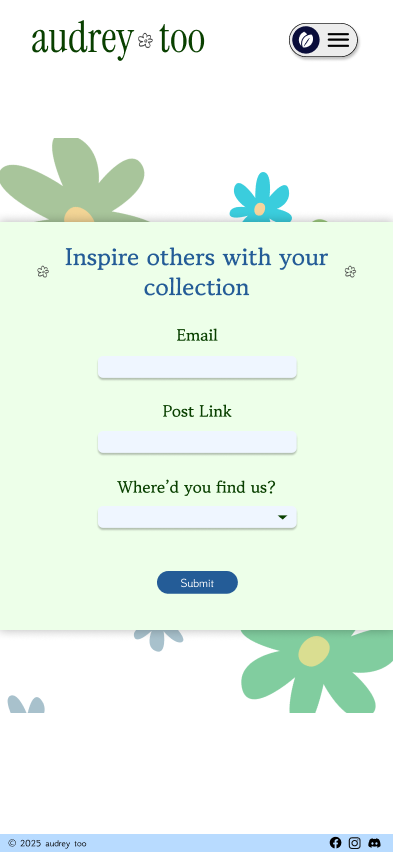 audrey too
Inspire others with your
collection
Email
Post Link
Where’d you find us?
Submit
© 2025 audrey too